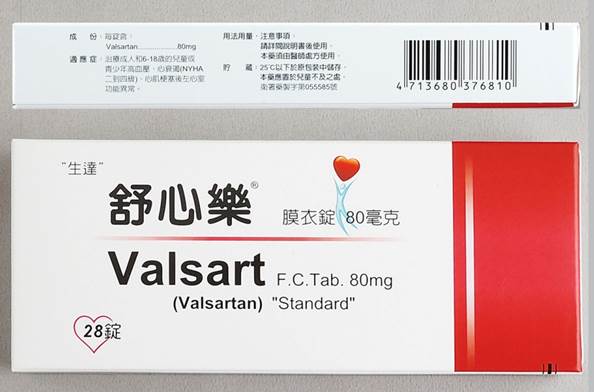 成　份：每錠含:
Valsartan...............80mg
適應症：治療成人和6-18歲的兒童或
青少年高血壓、心衰竭(NYHA
二到四級)、心肌梗塞後左心室
功能異常。
用法用量、注意事項：
請詳閱說明書後使用。
本藥須由醫師處方使用。
貯　藏：25℃以下於原包裝中儲存。
本藥應置於兒童不及之處。
衛署藥製字第055585號
4 713680 376810
"生達"
舒心樂®
膜衣錠 80毫克
Valsart F.C.Tab. 80mg
(Valsartan) "Standard"
28錠